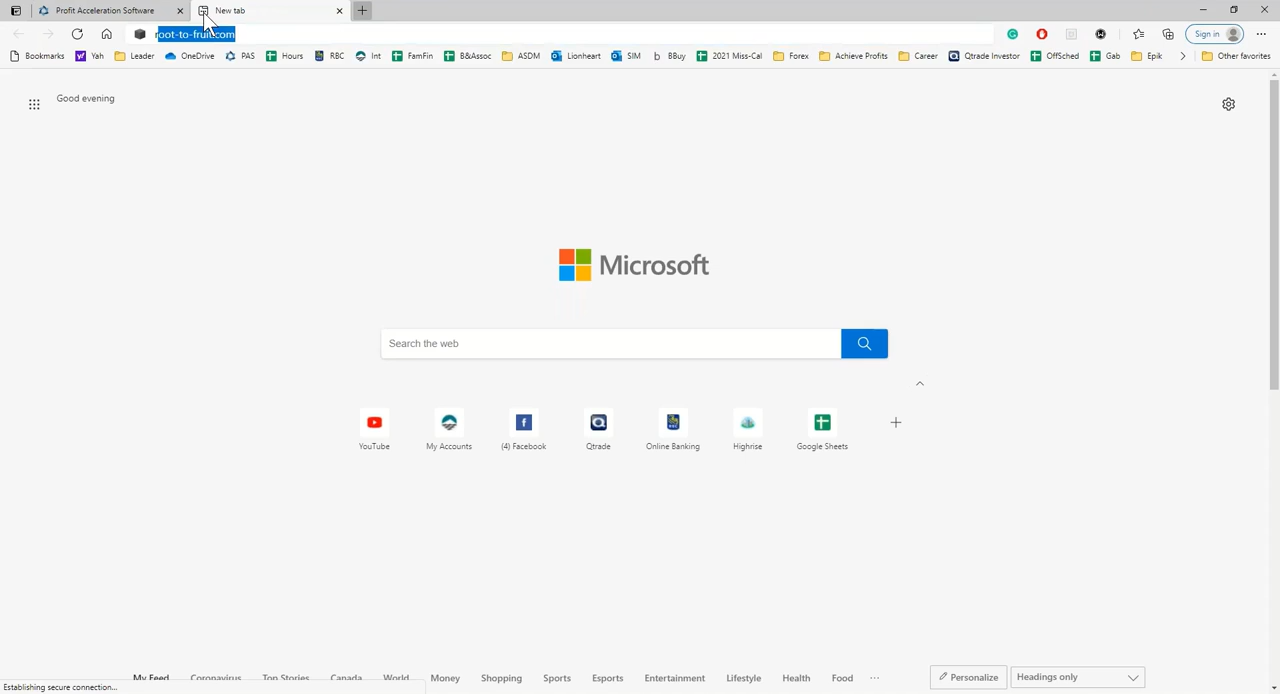 Profit Acceleration Software
New tab
root-to-fruit.com
Sign in
Bookmarks Yah Leader OneDrive PAS Hours RBC Int FamFin B&Assoc ASDM Lionheart SIM BBuy 2021 Miss-Cal Forex Achieve Profits Career Qtrade Investor OffSched Gab Epik Other favorites
Good evening
Microsoft
Search the web
YouTube My Accounts (4) Facebook Qtrade Online Banking Highrise Google Sheets
My Feed Coronavirus Top Stories Canada World Money Shopping Sports Esports Entertainment Lifestyle Health Food ... Personalize Headings only
Establishing secure connection...